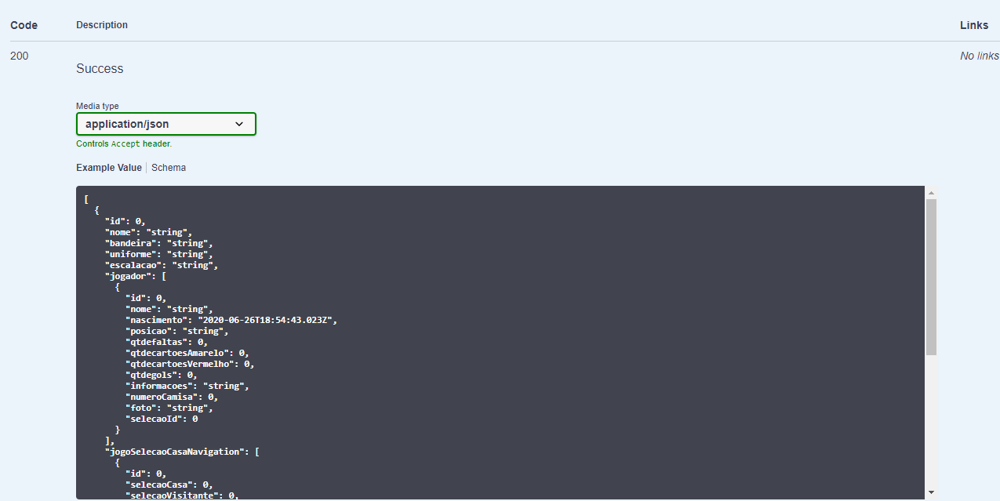 Code Description Links
200 No links
Success
Media type
application/json
Controls Accept header.
Example Value Schema
[
{
"id": 0,
"nome": "string",
"bandeira": "string",
"uniforme": "string",
"escalacao": "string",
"jogador": [
{
"id": 0,
"nome": "string",
"nascimento": "2020-06-26T18:54:43.023Z",
"posicao": "string",
"qtdefaltas": 0,
"qtdecartoesAmarelo": 0,
"qtdecartoesVermelho": 0,
"qtdegols": 0,
"informacoes": "string",
"numeroCamisa": 0,
"foto": "string",
"selecaoId": 0
}
],
"jogoSelecaoCasaNavigation": [
{
"id": 0,
"selecaoCasa": 0,
"selecaoVisitante": 0,